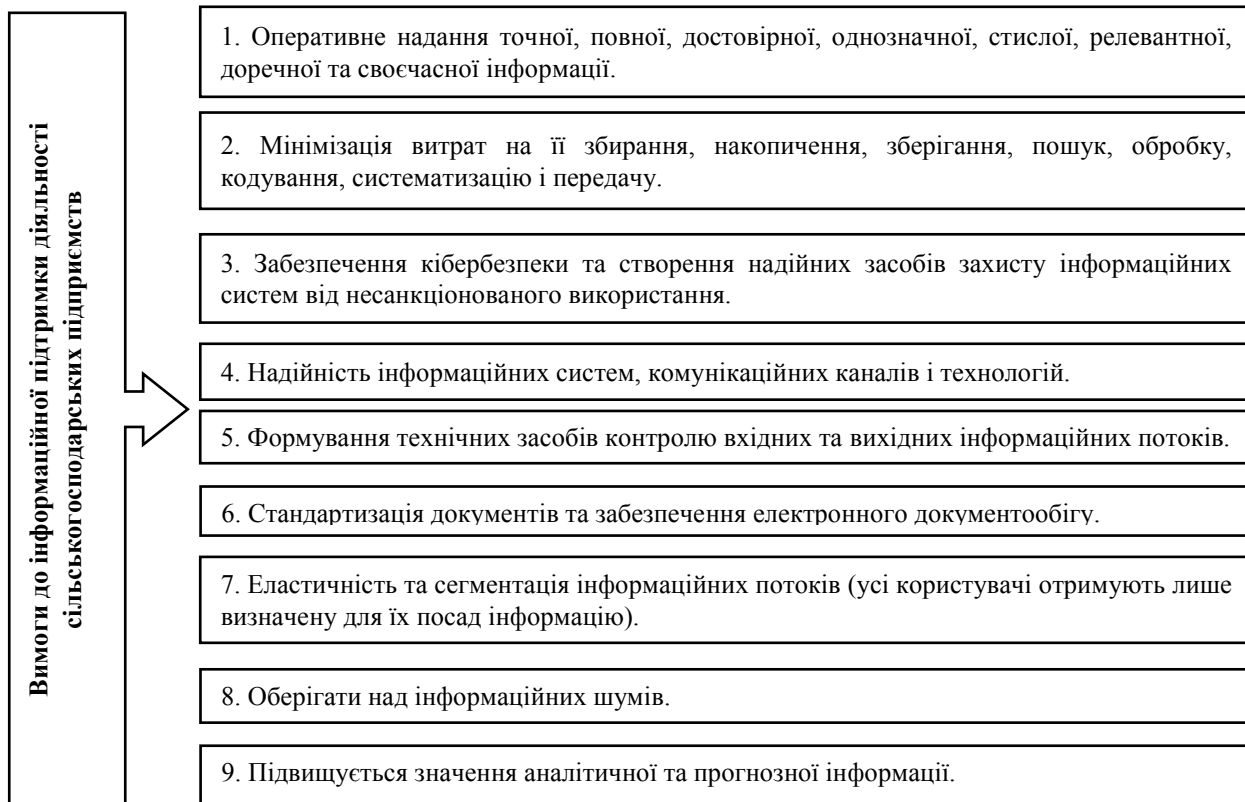 Вимоги до інформаційної підтримки діяльності
сільськогосподарських підприємств
1. Оперативне надання точної, повної, достовірної, однозначної, стислої, релевантної,
доречної та своєчасної інформації.
2. Мінімізація витрат на її збирання, накопичення, зберігання, пошук, обробку,
кодування, систематизацію і передачу.
3. Забезпечення кібербезпеки та створення надійних засобів захисту інформаційних
систем від несанкціонованого використання.
4. Надійність інформаційних систем, комунікаційних каналів і технологій.
5. Формування технічних засобів контролю вхідних та вихідних інформаційних потоків.
6. Стандартизація документів та забезпечення електронного документообігу.
7. Еластичність та сегментація інформаційних потоків (усі користувачі отримують лише
визначену для їх посад інформацію).
8. Оберігати над інформаційних шумів.
9. Підвищується значення аналітичної та прогнозної інформації.